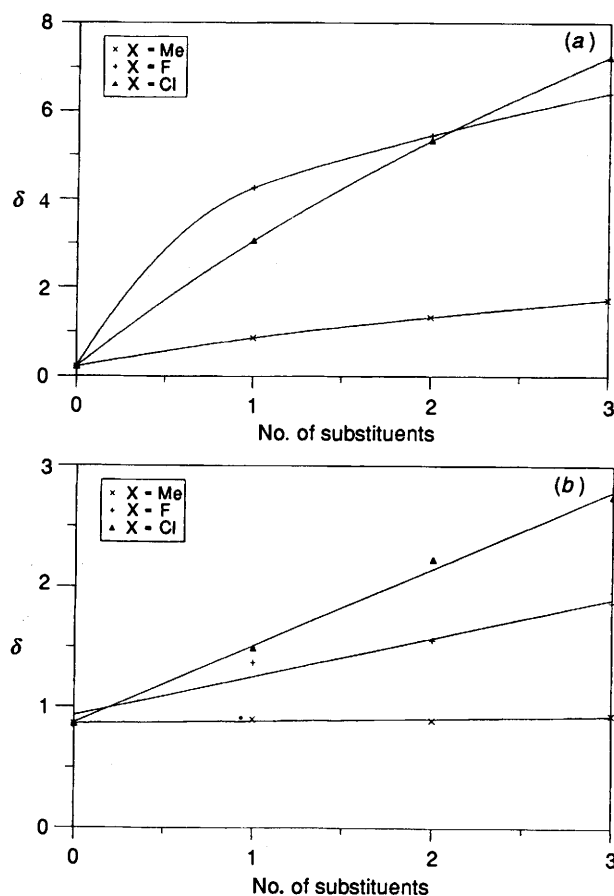 8
6
4
2
0
δ
(a)
× X - Me
+ X - F
▲ X - Cl
0
1
2
3
No. of substituents
3
2
1
0
δ
(b)
× X - Me
+ X - F
▲ X - Cl
0
1
2
3
No. of substituents